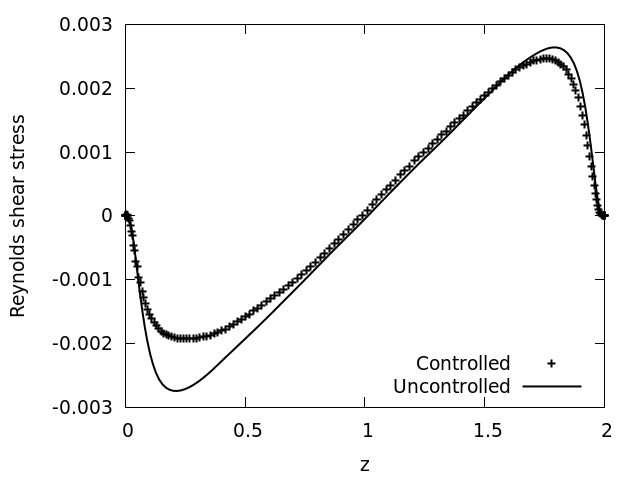 0.003
0.002
0.001
0
-0.001
-0.002
-0.003
Reynolds shear stress
Controlled
Uncontrolled
0 0.5 1 1.5 2
z